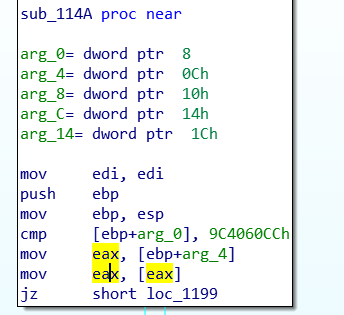 sub_114A proc near
arg_0= dword ptr  8
arg_4= dword ptr  0Ch
arg_8= dword ptr  10h
arg_C= dword ptr  14h
arg_14= dword ptr  1Ch
mov     edi, edi
push    ebp
mov     ebp, esp
cmp     [ebp+arg_0], 9C4060CCh
mov     eax, [ebp+arg_4]
mov     eax, [eax]
jz      short loc_1199